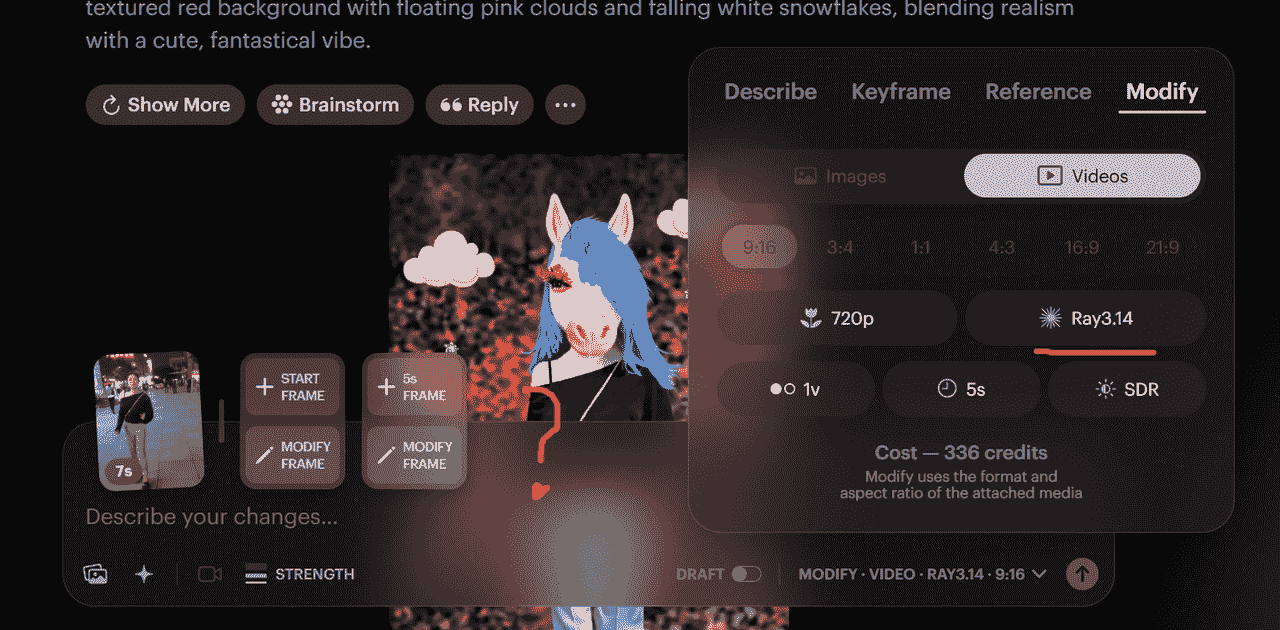 textured red background with floating pink clouds and falling white snowflakes, blending realism
with a cute, fantastical vibe.
Show More
Brainstorm
Reply
Describe
Keyframe
Reference
Modify
Images
Videos
9:16
3:4
1:1
4:3
16:9
21:9
720p
Ray3.14
1v
5s
SDR
Cost — 336 credits
Modify uses the format and
aspect ratio of the attached media
7s
START
FRAME
MODIFY
FRAME
5s
FRAME
MODIFY
FRAME
Describe your changes...
STRENGTH
DRAFT
MODIFY · VIDEO · RAY3.14 · 9:16